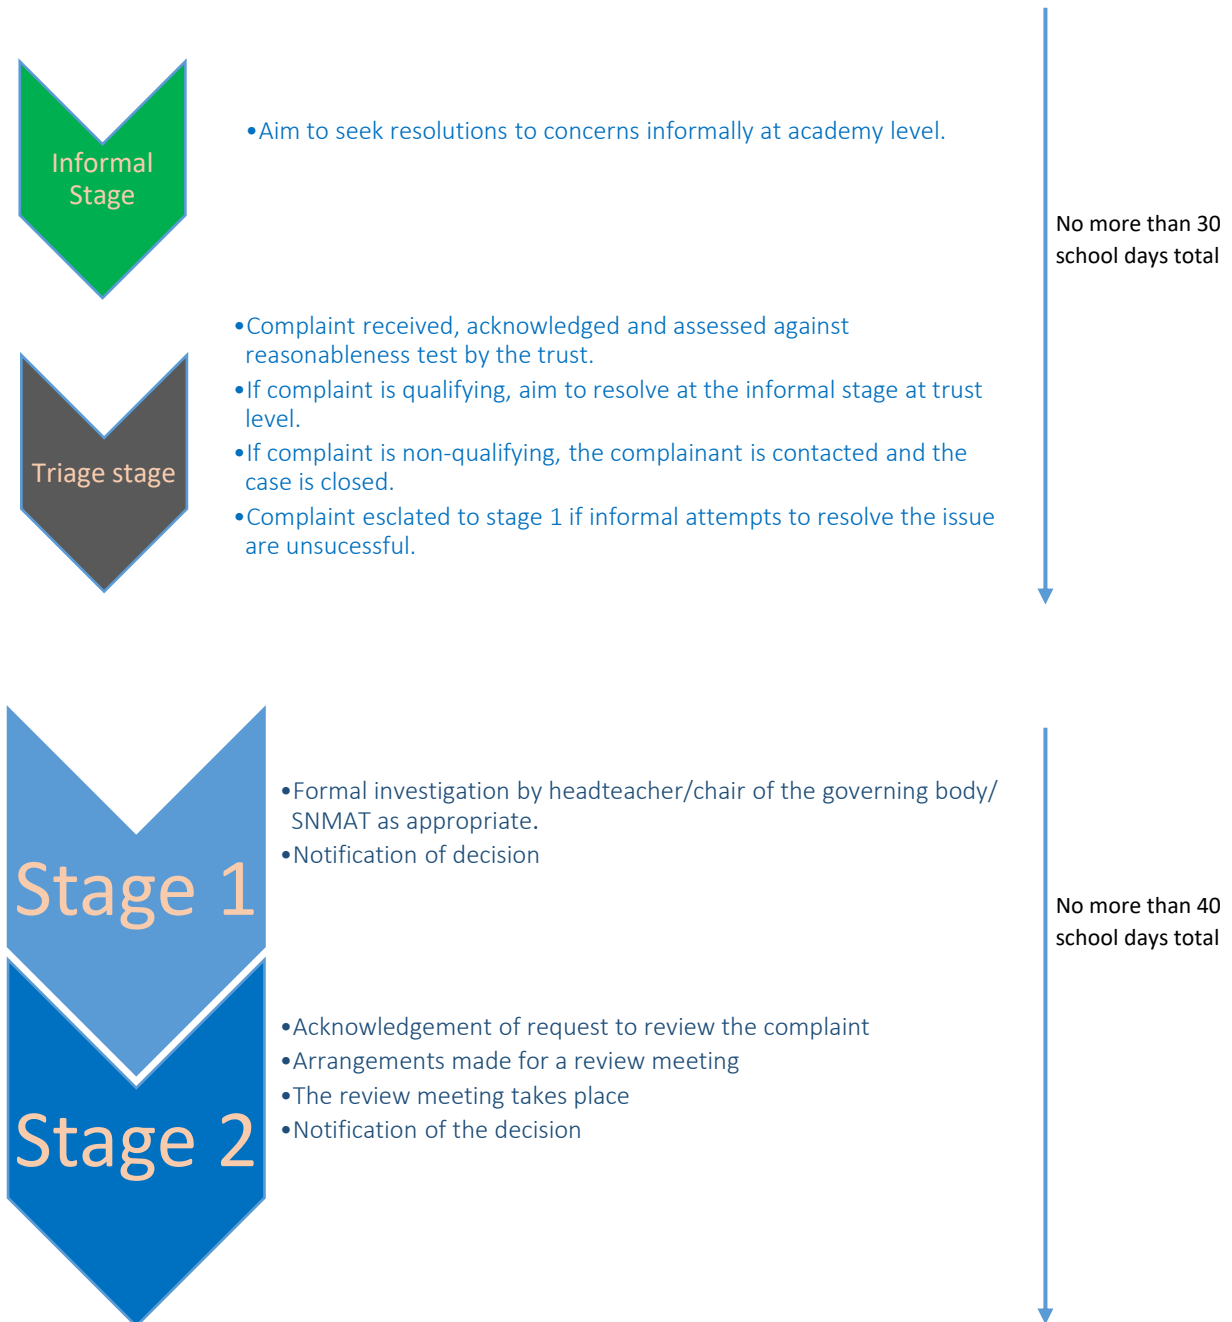 Informal
Stage
•Aim to seek resolutions to concerns informally at academy level.
No more than 30
school days total
Triage stage
•Complaint received, acknowledged and assessed against
reasonableness test by the trust.
•If complaint is qualifying, aim to resolve at the informal stage at trust
level.
•If complaint is non-qualifying, the complainant is contacted and the
case is closed.
•Complaint esclated to stage 1 if informal attempts to resolve the issue
are unsucessful.
Stage 1
•Formal investigation by headteacher/chair of the governing body/
SNMAT as appropriate.
•Notification of decision
No more than 40
school days total
Stage 2
•Acknowledgement of request to review the complaint
•Arrangements made for a review meeting
•The review meeting takes place
•Notification of the decision